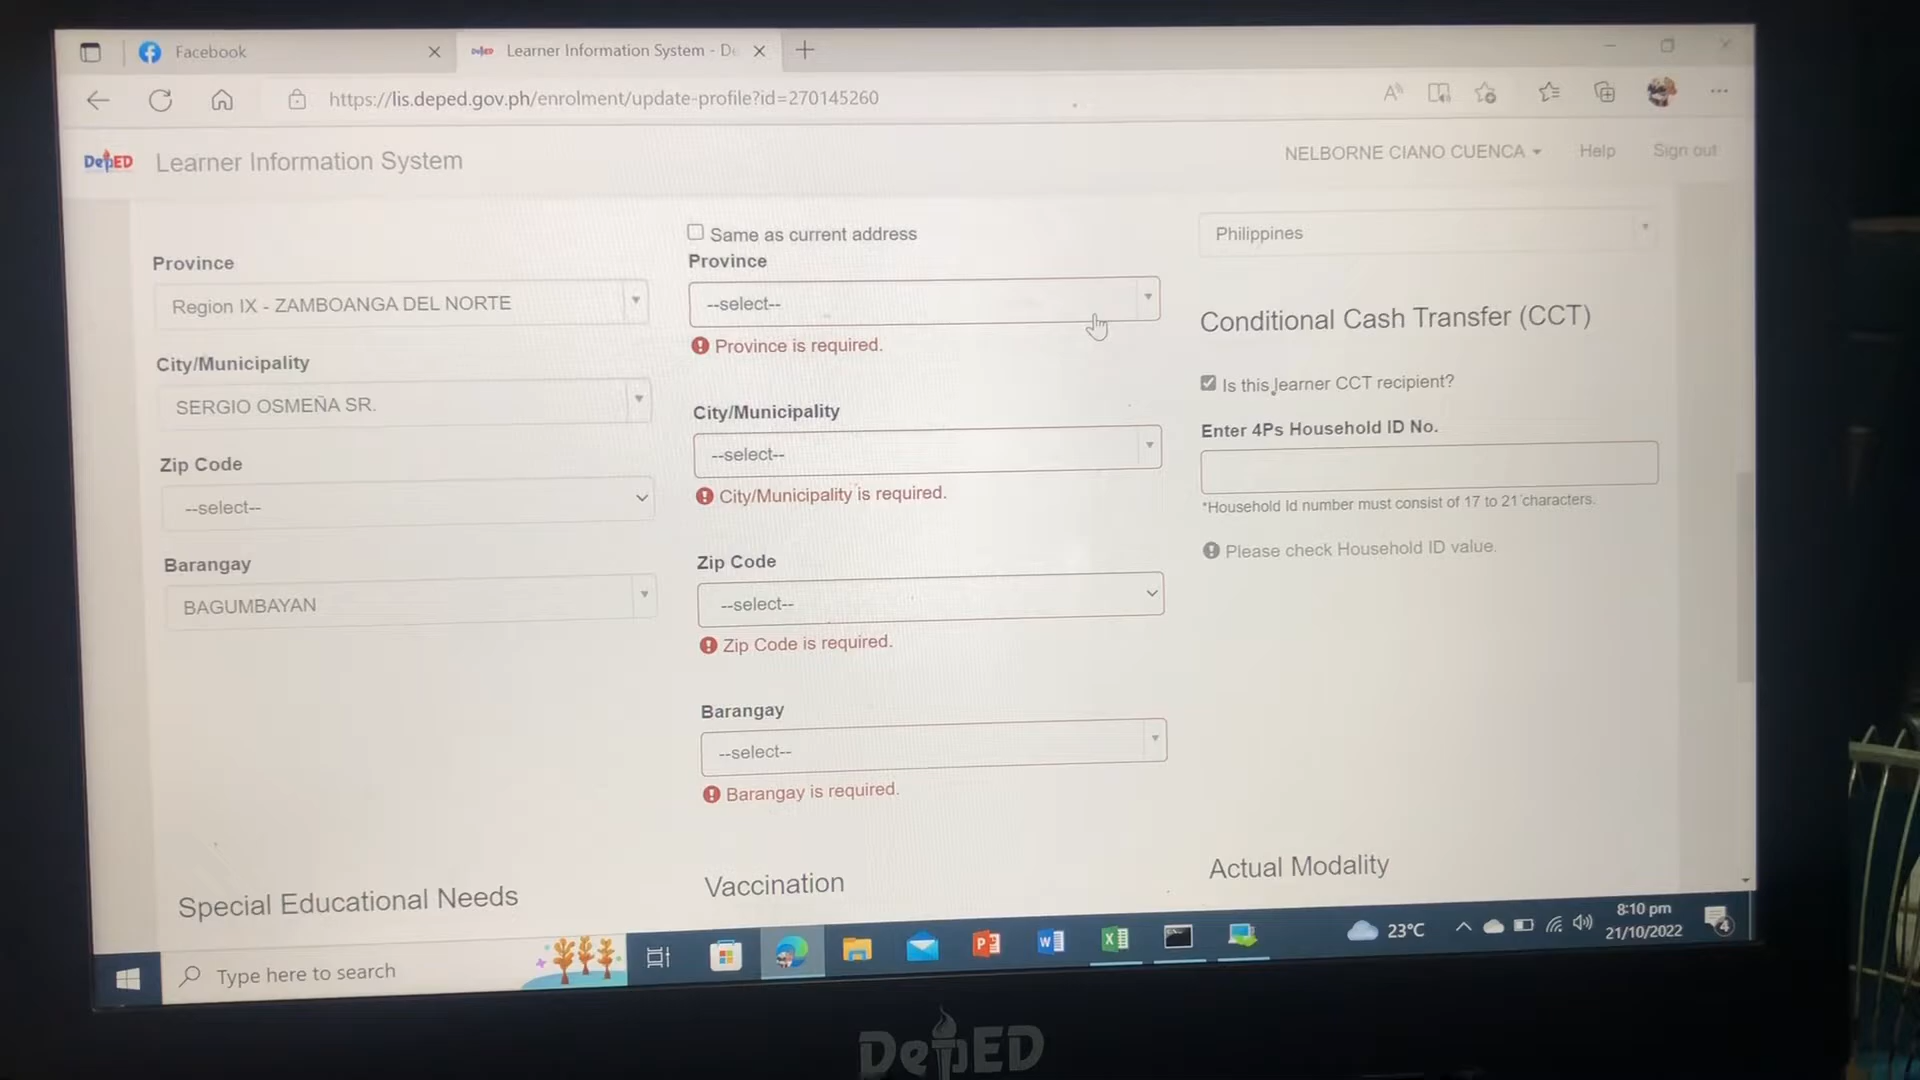 Facebook
DepED Learner Information System - De
https://lis.deped.gov.ph/enrolment/update-profile?id=270145260
DepED Learner Information System
NELBORNE CIANO CUENCA
Help
Sign out
Province
Region IX - ZAMBOANGA DEL NORTE
City/Municipality
SERGIO OSMEÑA SR.
Zip Code
--select--
Barangay
BAGUMBAYAN
Same as current address
Province
--select--
Province is required.
City/Municipality
--select--
City/Municipality is required.
Zip Code
--select--
Zip Code is required.
Barangay
--select--
Barangay is required.
Philippines
Conditional Cash Transfer (CCT)
Is this learner CCT recipient?
Enter 4Ps Household ID No.
*Household Id number must consist of 17 to 21 characters.
Please check Household ID value.
Special Educational Needs
Vaccination
Actual Modality
Type here to search
23°C
8:10 pm
21/10/2022
4
DepED